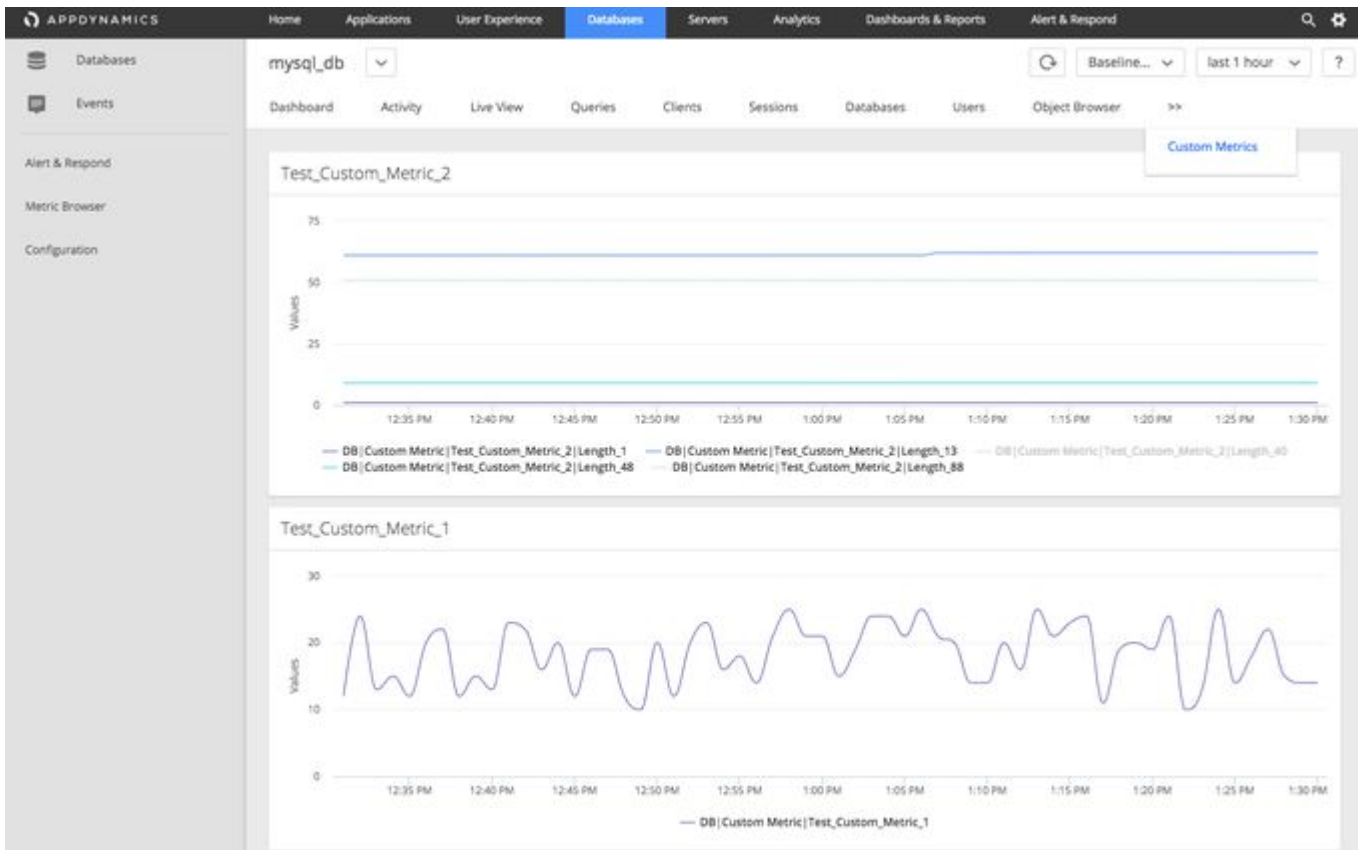 APPDYNAMICS Home Applications User Experience Databases Servers Analytics Dashboards & Reports Alert & Respond
Databases
Events
Alert & Respond
Metric Browser
Configuration
mysql_db Baseline... last 1 hour ?
Dashboard Activity Live View Queries Clients Sessions Databases Users Object Browser >>
Custom Metrics
Test_Custom_Metric_2
75
50
25
0
Values
12:35 PM 12:40 PM 12:45 PM 12:50 PM 12:55 PM 1:00 PM 1:05 PM 1:10 PM 1:15 PM 1:20 PM 1:25 PM 1:30 PM
DB|Custom Metric|Test_Custom_Metric_2|Length_1 DB|Custom Metric|Test_Custom_Metric_2|Length_13 DB|Custom Metric|Test_Custom_Metric_2|Length_40
DB|Custom Metric|Test_Custom_Metric_2|Length_48 DB|Custom Metric|Test_Custom_Metric_2|Length_88
Test_Custom_Metric_1
30
20
10
0
Values
12:35 PM 12:40 PM 12:45 PM 12:50 PM 12:55 PM 1:00 PM 1:05 PM 1:10 PM 1:15 PM 1:20 PM 1:25 PM 1:30 PM
DB|Custom Metric|Test_Custom_Metric_1